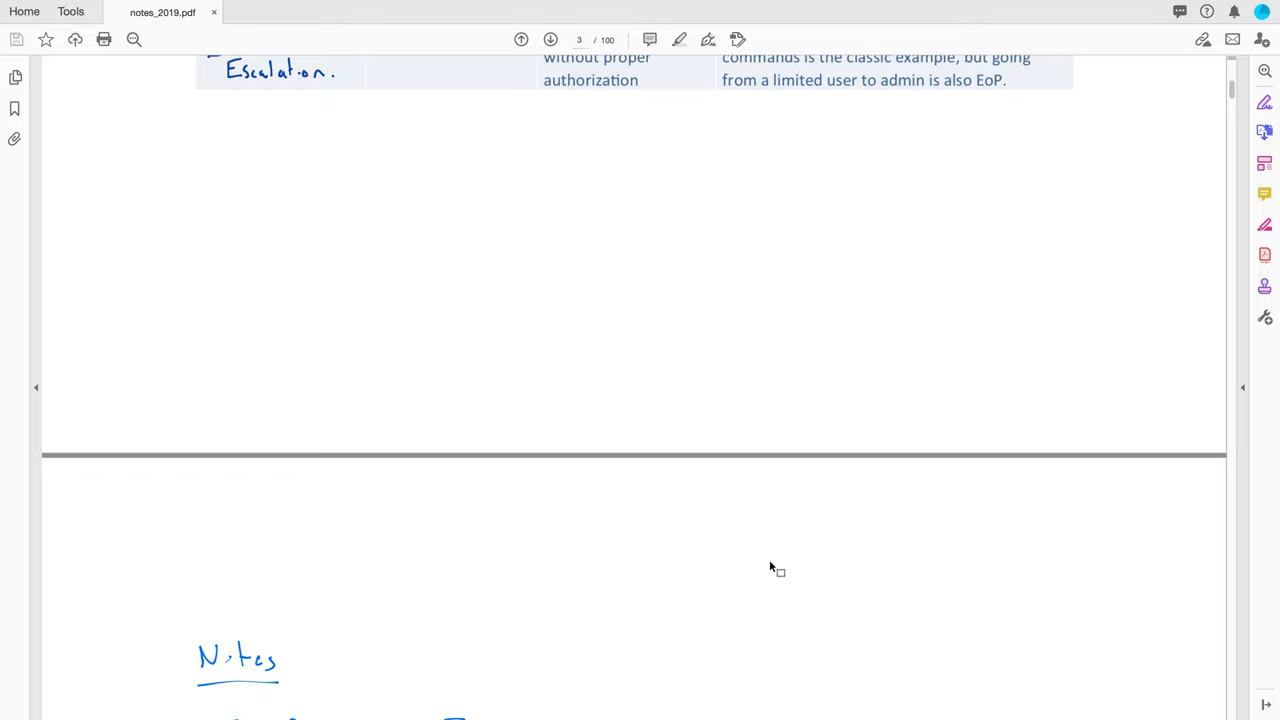 Home Tools notes_2019.pdf ×
3 / 100
Escalation.
without proper
authorization
commands is the classic example, but going
from a limited user to admin is also EoP.
Notes